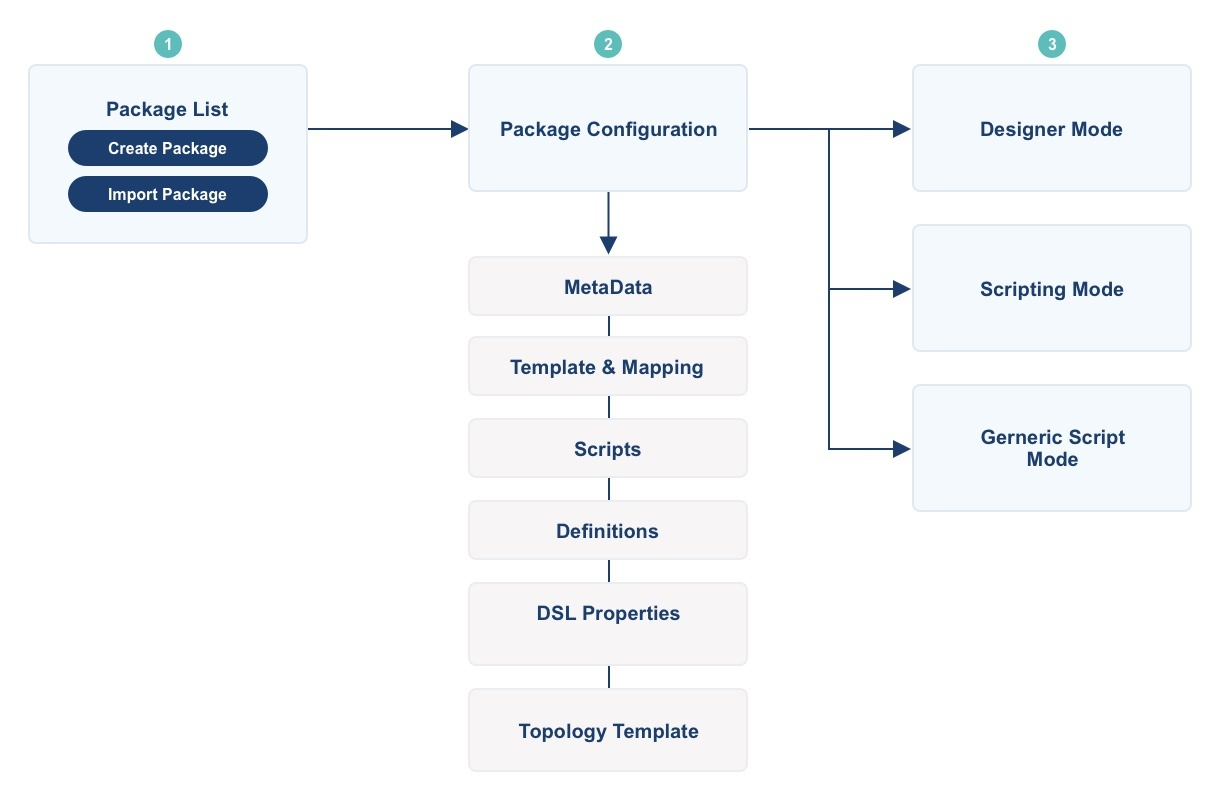 1
Package List
Create Package
Import Package
2
Package Configuration
MetaData
Template & Mapping
Scripts
Definitions
DSL Properties
Topology Template
3
Designer Mode
Scripting Mode
Gerneric Script
Mode